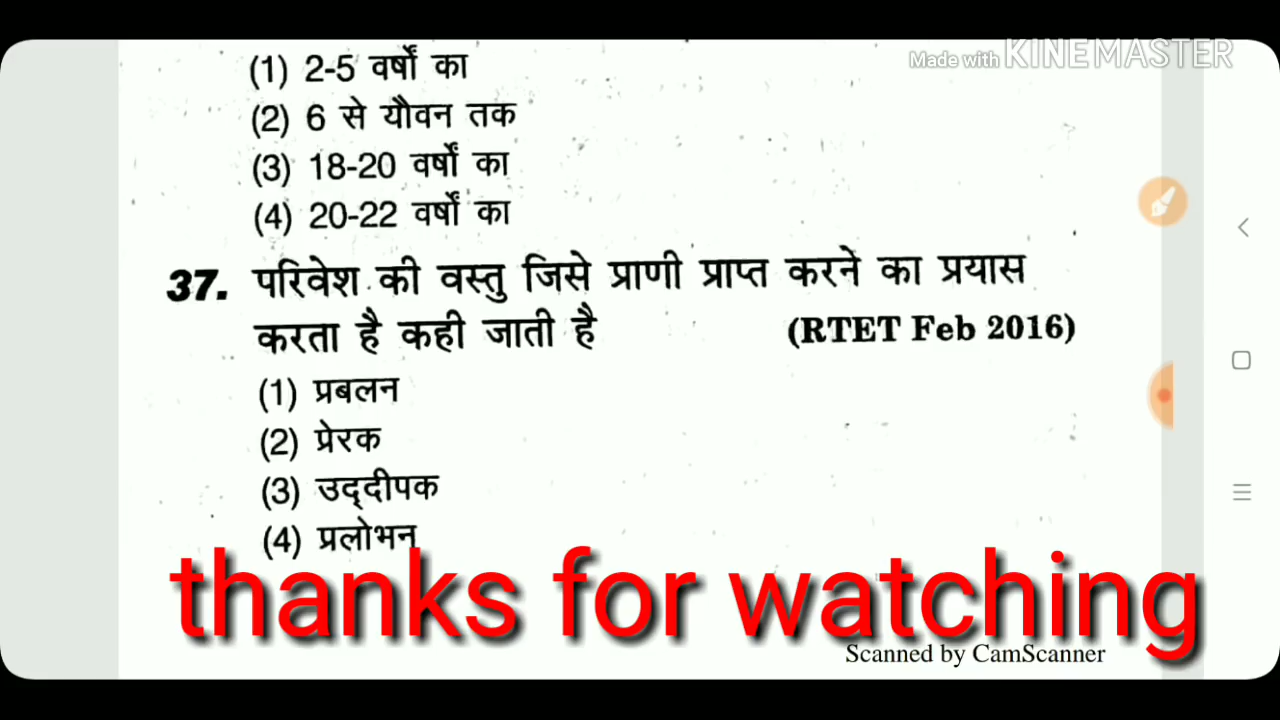 Made with KINEMASTER
(1) 2-5 वर्षों का
(2) 6 से यौवन तक
(3) 18-20 वर्षों का
(4) 20-22 वर्षों का
37. परिवेश की वस्तु जिसे प्राणी प्राप्त करने का प्रयास
करता है कही जाती है (RTET Feb 2016)
(1) प्रबलन
(2) प्रेरक
(3) उद्दीपक
(4) प्रलोभन
thanks for watching
Scanned by CamScanner